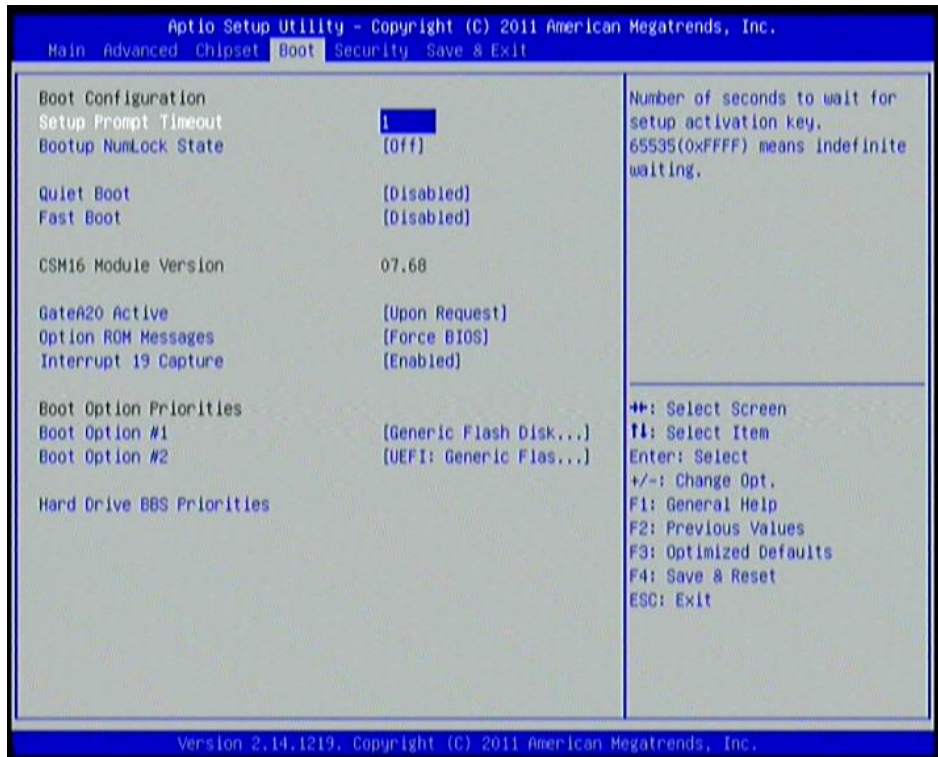 Aptio Setup Utility - Copyright (C) 2011 American Megatrends, Inc.
Main Advanced Chipset Boot Security Save & Exit
Boot Configuration
Setup Prompt Timeout 1
Bootup NumLock State [Off]
Quiet Boot [Disabled]
Fast Boot [Disabled]
CSM16 Module Version 07.68
GateA20 Active [Upon Request]
Option ROM Messages [Force BIOS]
Interrupt 19 Capture [Enabled]
Boot Option Priorities
Boot Option #1 [Generic Flash Disk...]
Boot Option #2 [UEFI: Generic Flas...]
Hard Drive BBS Priorities
Number of seconds to wait for
setup activation key.
65535(0xFFFF) means indefinite
waiting.
→←: Select Screen
↑↓: Select Item
Enter: Select
+/-: Change Opt.
F1: General Help
F2: Previous Values
F3: Optimized Defaults
F4: Save & Reset
ESC: Exit
Version 2.14.1219. Copyright (C) 2011 American Megatrends, Inc.